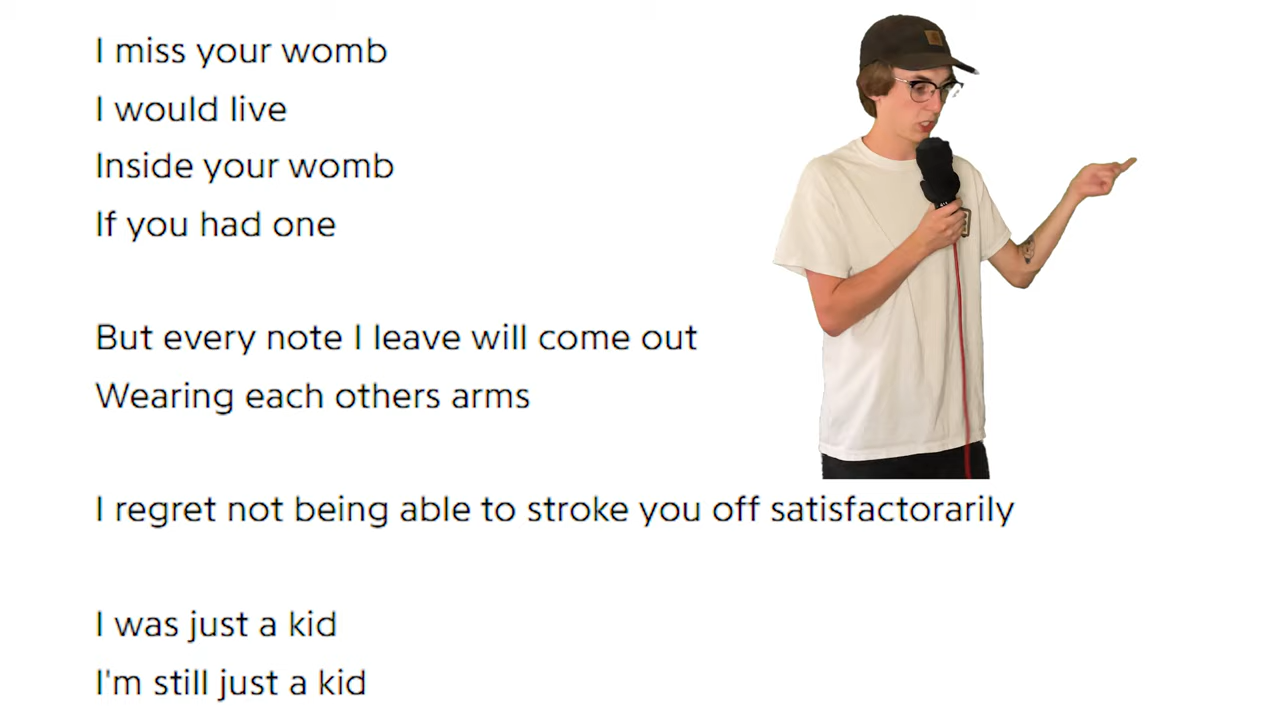 I miss your womb
I would live
Inside your womb
If you had one
But every note I leave will come out
Wearing each others arms
I regret not being able to stroke you off satisfactorarily
I was just a kid
I'm still just a kid